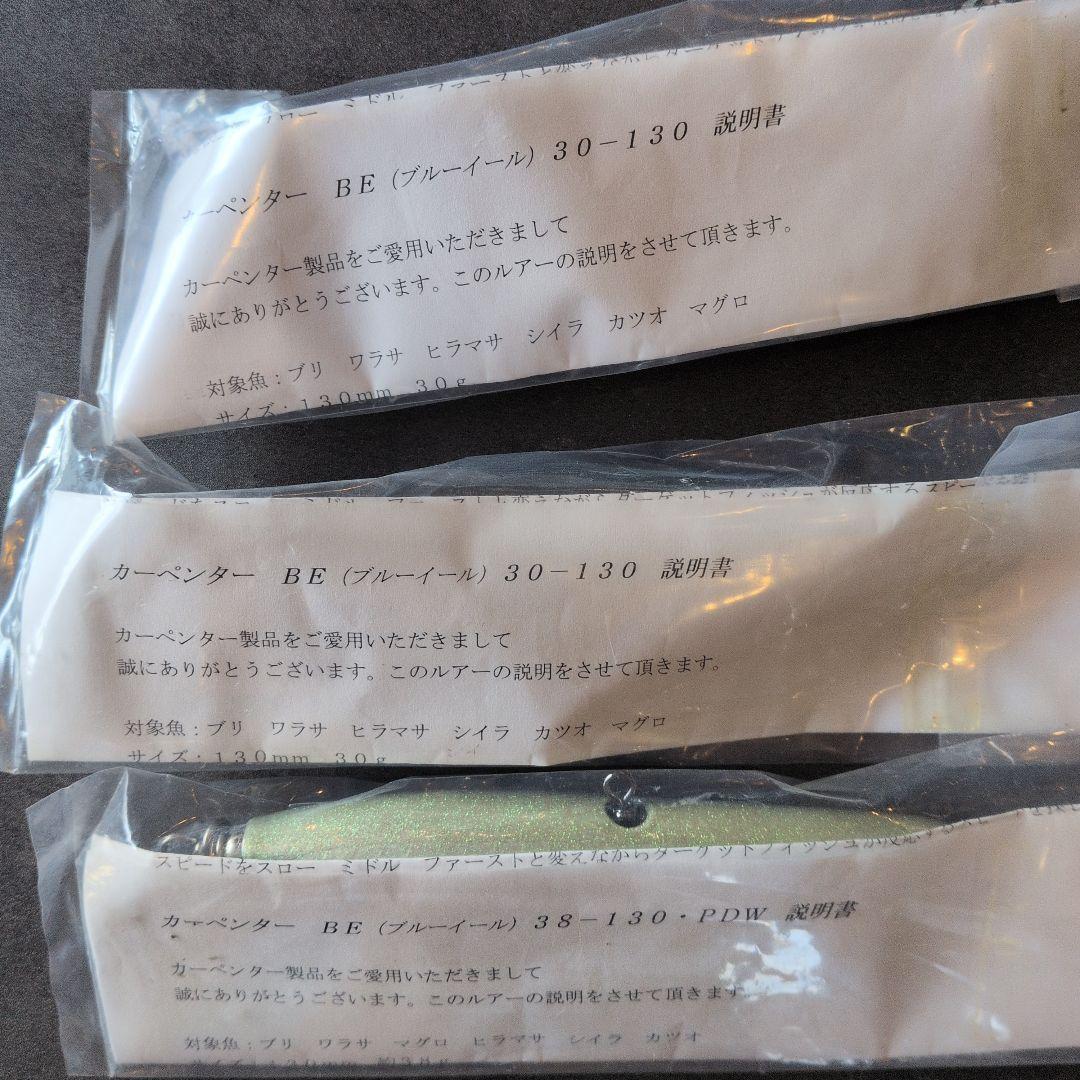 カーペンター　ＢＥ（ブルーイール）３０－１３０　説明書
カーペンター製品をご愛用いただきまして
誠にありがとうございます。このルアーの説明をさせて頂きます。
対象魚：ブリ　ワラサ　ヒラマサ　シイラ　カツオ　マグロ
サイズ：１３０ｍｍ　３０ｇ
カーペンター　ＢＥ（ブルーイール）３０－１３０　説明書
カーペンター製品をご愛用いただきまして
誠にありがとうございます。このルアーの説明をさせて頂きます。
対象魚：ブリ　ワラサ　ヒラマサ　シイラ　カツオ　マグロ
サイズ：１３０ｍｍ　３０ｇ
スピードをスロー　ミドル　ファーストと変えながらターゲットフィッシュが
カーペンター　ＢＥ（ブルーイール）３８－１３０・ＰＤＷ　説明書
カーペンター製品をご愛用いただきまして
誠にありがとうございます。このルアーの説明をさせて頂きます
対象魚：ブリ　ワラサ　マグロ　ヒラマサ　シイラ　カツオ